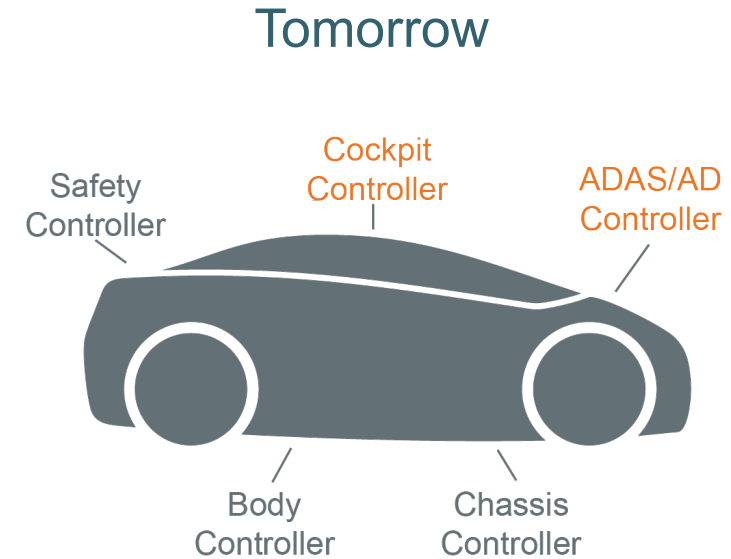 Tomorrow
Cockpit
Controller
ADAS/AD
Controller
Safety
Controller
Body
Controller
Chassis
Controller